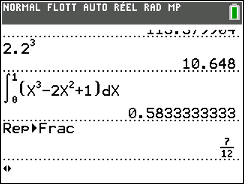 NORMAL FLOTT AUTO RÉEL RAD MP
2.2³
10.648
∫₀¹(X³-2X²+1)dX
0.5833333333
Rep▸Frac
7/12